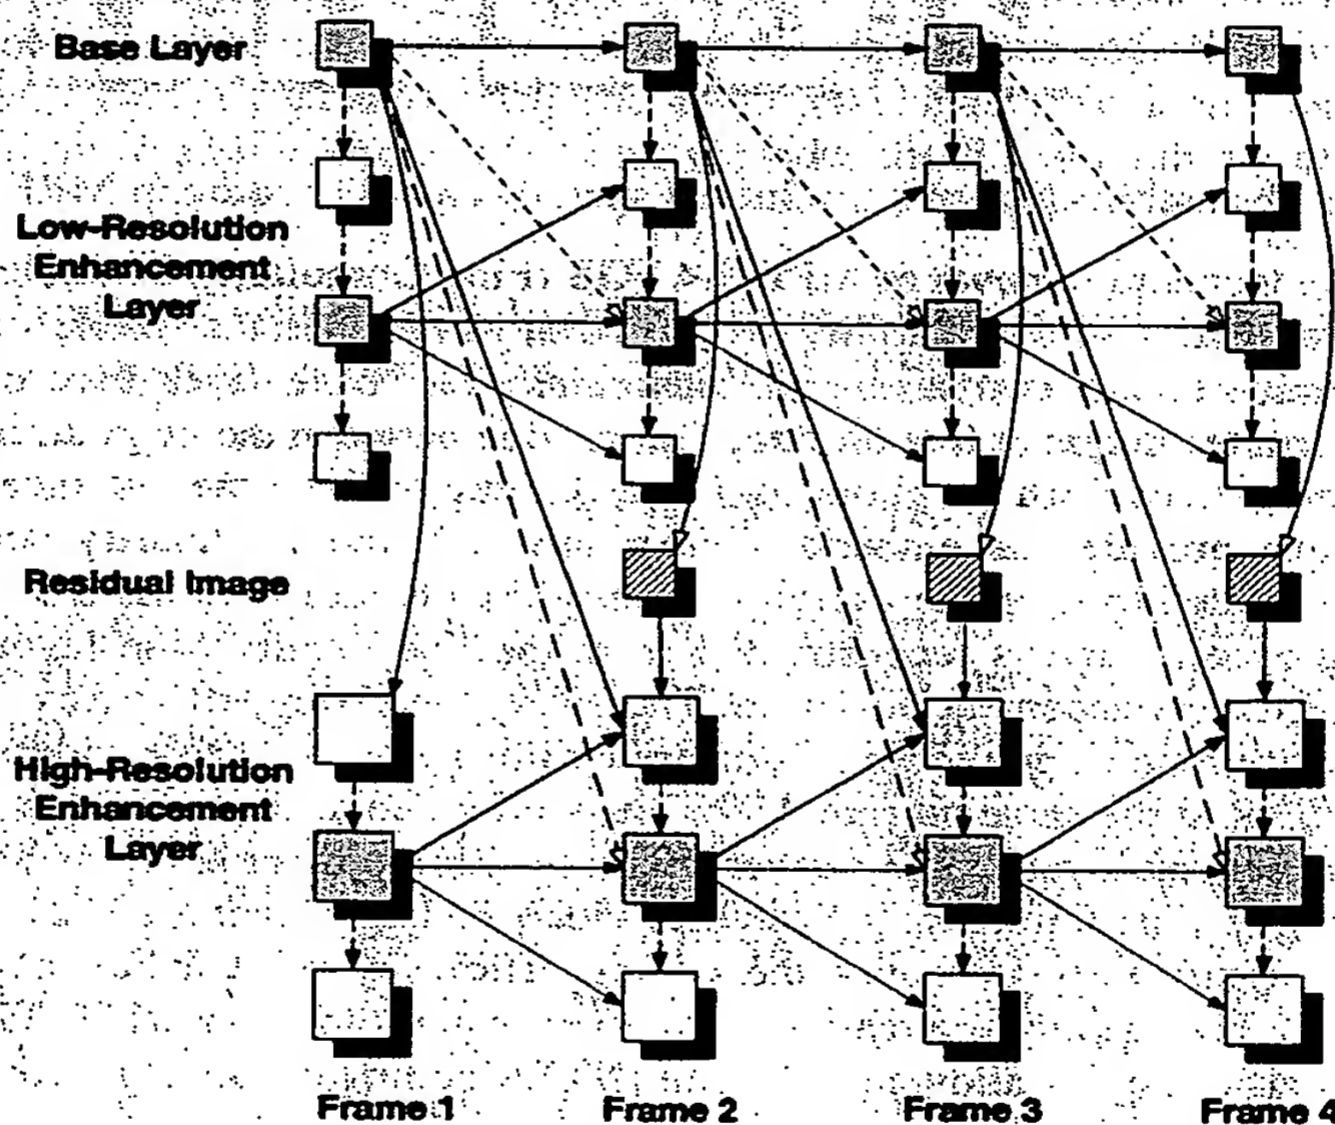 Base Layer
Low-Resolution
Enhancement
Layer
Residual Image
High-Resolution
Enhancement
Layer
Frame 1
Frame 2
Frame 3
Frame 4